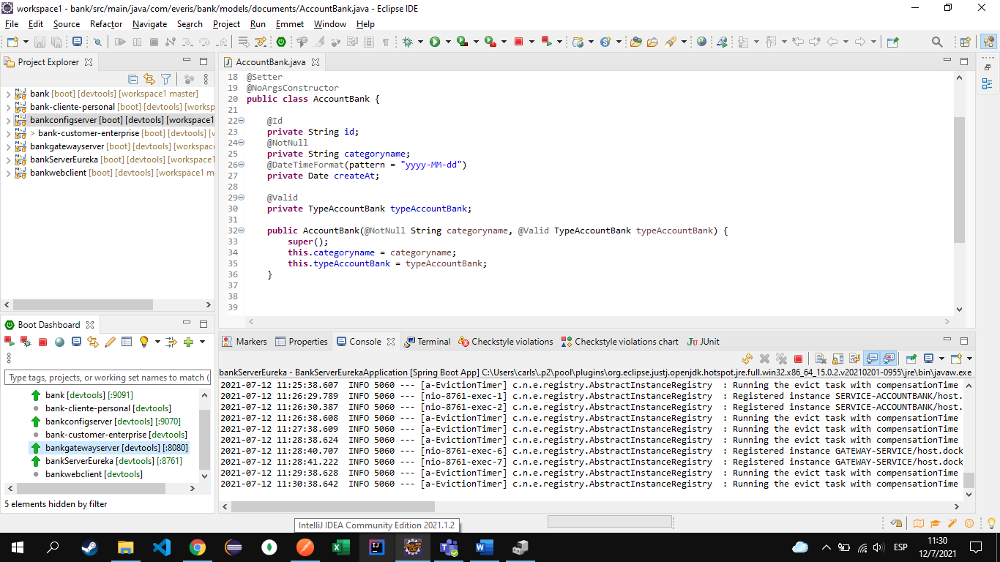 workspace1 - bank/src/main/java/com/everis/bank/models/documents/AccountBank.java - Eclipse IDE
File Edit Source Refactor Navigate Search Project Run Emmet Window Help
Project Explorer
bank [boot] [devtools] [workspace1 master]
bank-cliente-personal [boot] [devtools] [worksp
bankconfigserver [boot] [devtools] [workspace1
> bank-customer-enterprise [boot] [devtools] [w
bankgatewayserver [boot] [devtools] [workspace
bankServerEureka [boot] [devtools] [workspace1
bankwebclient [boot] [devtools] [workspace1 m
AccountBank.java
18 @Setter
19 @NoArgsConstructor
20 public class AccountBank {
21
22 @Id
23 private String id;
24 @NotNull
25 private String categoryname;
26 @DateTimeFormat(pattern = "yyyy-MM-dd")
27 private Date createAt;
28
29 @Valid
30 private TypeAccountBank typeAccountBank;
31
32 public AccountBank(@NotNull String categoryname, @Valid TypeAccountBank typeAccountBank) {
33 super();
34 this.categoryname = categoryname;
35 this.typeAccountBank = typeAccountBank;
36 }
37
38
39
Boot Dashboard
Type tags, projects, or working set names to match (
bank [devtools] [:9091]
bank-cliente-personal [devtools]
bankconfigserver [devtools] [:9070]
bank-customer-enterprise [devtools]
bankgatewayserver [devtools] [:8080]
bankServerEureka [devtools] [:8761]
bankwebclient [devtools]
5 elements hidden by filter
Markers Properties Console Terminal Checkstyle violations Checkstyle violations chart JUnit
bankServerEureka - BankServerEurekaApplication [Spring Boot App] C:\Users\carls\.p2\pool\plugins\org.eclipse.justj.openjdk.hotspot.jre.full.win32.x86_64_15.0.2.v20210201-0955\jre\bin\javaw.exe
2021-07-12 11:25:38.607 INFO 5060 --- [a-EvictionTimer] c.n.e.registry.AbstractInstanceRegistry : Running the evict task with compensationTime
2021-07-12 11:26:29.789 INFO 5060 --- [nio-8761-exec-1] c.n.e.registry.AbstractInstanceRegistry : Registered instance SERVICE-ACCOUNTBANK/host.
2021-07-12 11:26:30.387 INFO 5060 --- [nio-8761-exec-2] c.n.e.registry.AbstractInstanceRegistry : Registered instance SERVICE-ACCOUNTBANK/host.
2021-07-12 11:26:38.608 INFO 5060 --- [a-EvictionTimer] c.n.e.registry.AbstractInstanceRegistry : Running the evict task with compensationTime
2021-07-12 11:27:38.609 INFO 5060 --- [a-EvictionTimer] c.n.e.registry.AbstractInstanceRegistry : Running the evict task with compensationTime
2021-07-12 11:28:38.624 INFO 5060 --- [a-EvictionTimer] c.n.e.registry.AbstractInstanceRegistry : Running the evict task with compensationTime
2021-07-12 11:28:40.707 INFO 5060 --- [nio-8761-exec-6] c.n.e.registry.AbstractInstanceRegistry : Registered instance GATEWAY-SERVICE/host.dock
2021-07-12 11:28:41.222 INFO 5060 --- [nio-8761-exec-7] c.n.e.registry.AbstractInstanceRegistry : Registered instance GATEWAY-SERVICE/host.dock
2021-07-12 11:29:38.628 INFO 5060 --- [a-EvictionTimer] c.n.e.registry.AbstractInstanceRegistry : Running the evict task with compensationTime
2021-07-12 11:30:38.642 INFO 5060 --- [a-EvictionTimer] c.n.e.registry.AbstractInstanceRegistry : Running the evict task with compensationTime
IntelliJ IDEA Community Edition 2021.1.2
ESP
11:30
12/7/2021